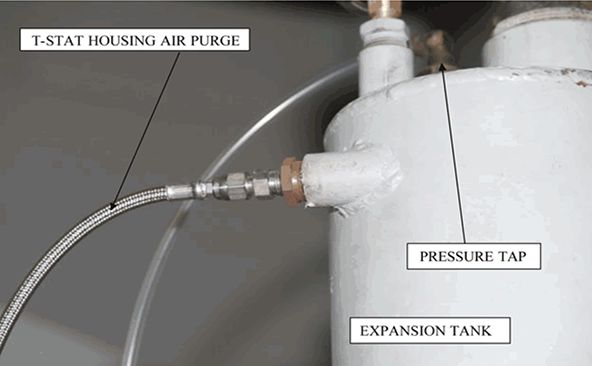 T-STAT HOUSING AIR PURGE
PRESSURE TAP
EXPANSION TANK